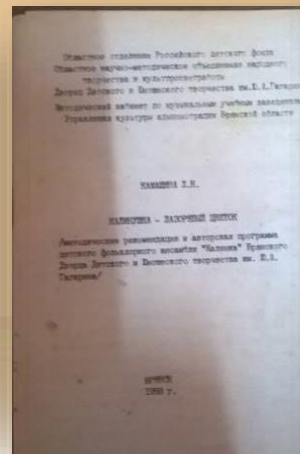 Областное отделение Российского детского фонда
Областное научно-методическое объединение народного
творчества и культпросветработы
Дворец Детского и Юношеского творчества им.Ю.А.Гагарина
Методический кабинет по музыкальным учебным заведениям
Управления культуры администрации Брянской области
Л.Н.
КАЛИНУШКА - ЛАЗОРЕВЫЙ ЦВЕТОК
/методические рекомендации и авторская программа
детского фольклорного ансамбля "Калинка" Брянского
Дворца Детского и Юношеского творчества им. Ю.А.
Гагарина/
БРЯНСК
г.